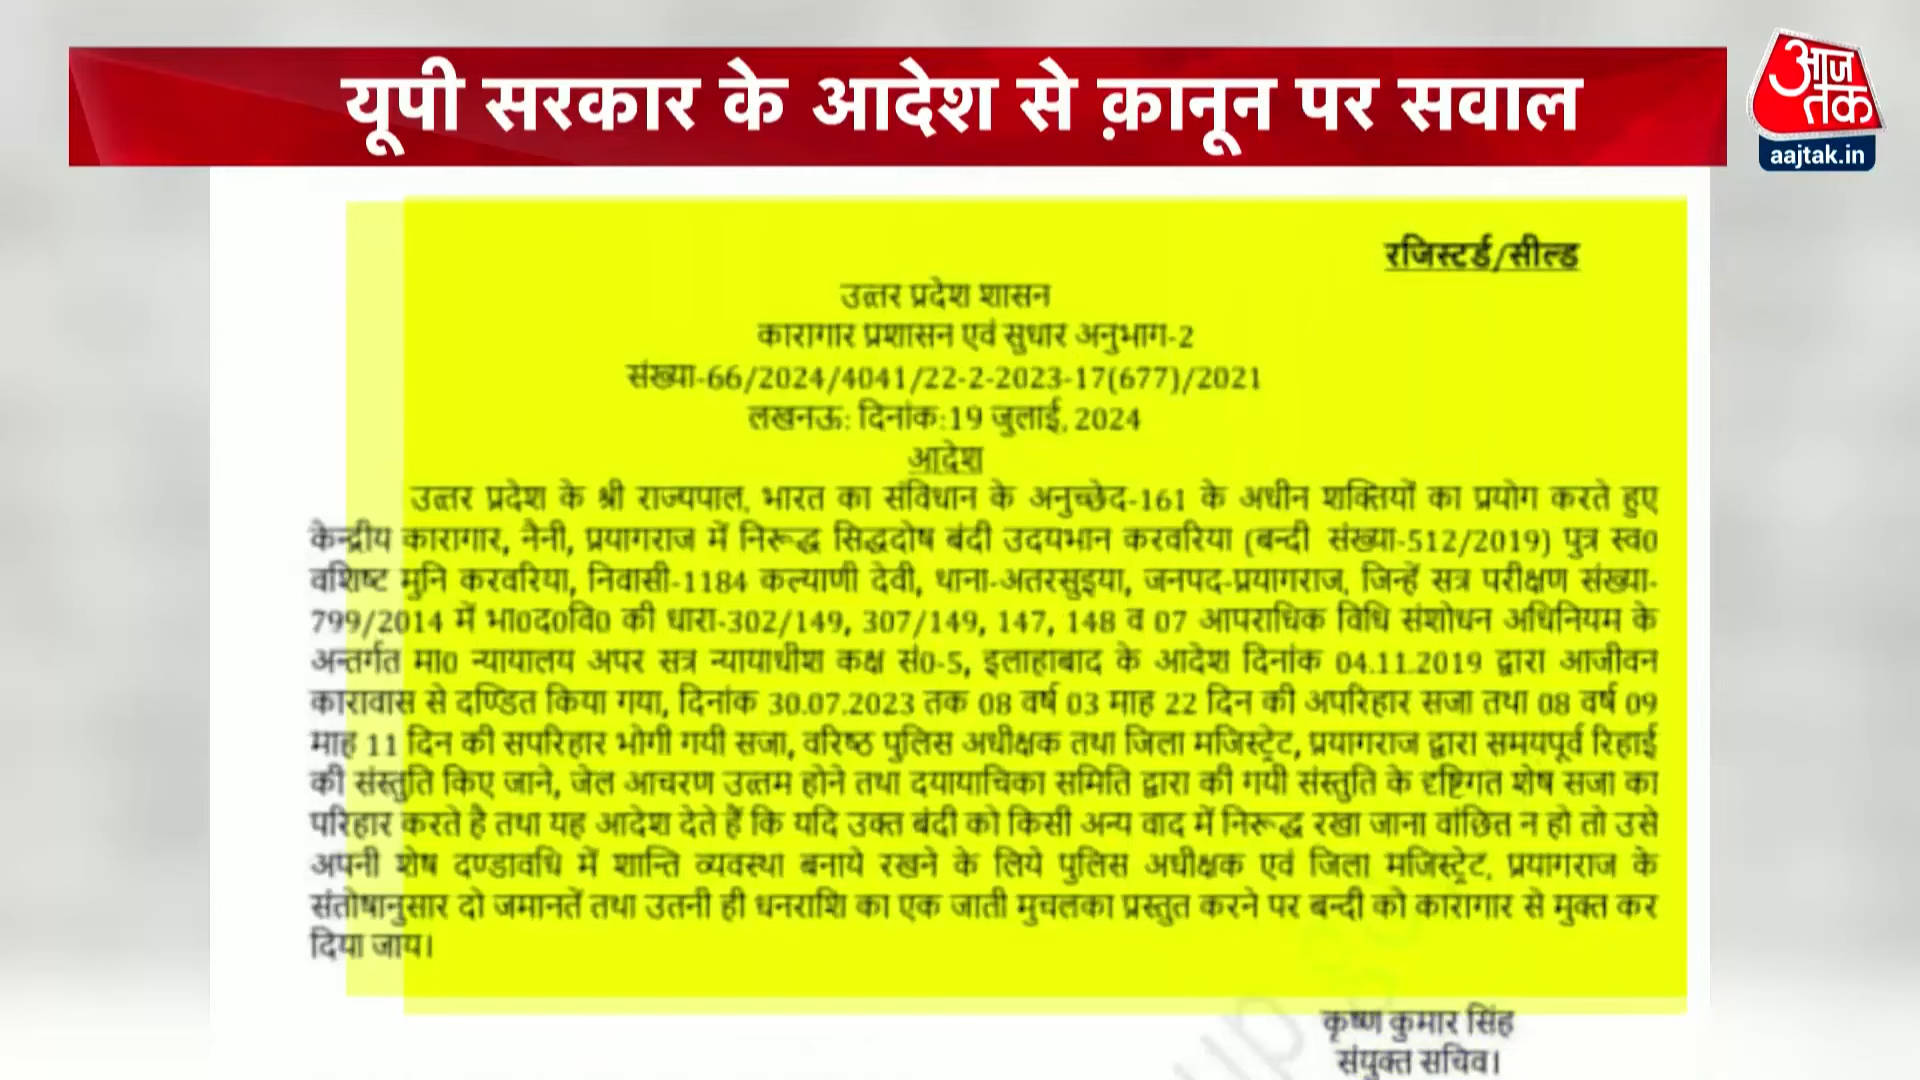 यूपी सरकार के आदेश से क़ानून पर सवाल
आज तक
aajtak.in
रजिस्टर्ड/सील्ड
उत्तर प्रदेश शासन
कारागार प्रशासन एवं सुधार अनुभाग-2
संख्या-66/2024/4041/22-2-2023-17(677)/2021
लखनऊ: दिनांक:19 जुलाई, 2024
आदेश
उत्तर प्रदेश के श्री राज्यपाल, भारत का संविधान के अनुच्छेद-161 के अधीन शक्तियों का प्रयोग करते हुए
केन्द्रीय कारागार, नैनी, प्रयागराज में निरूद्ध सिद्धदोष बंदी उदयभान करवरिया (बन्दी संख्या-512/2019) पुत्र स्व0
वशिष्ट मुनि करवरिया, निवासी-1184 कल्याणी देवी, थाना-अतरसुइया, जनपद-प्रयागराज, जिन्हें सत्र परीक्षण संख्या-
799/2014 में भा0द0वि0 की धारा-302/149, 307/149, 147, 148 व 07 आपराधिक विधि संशोधन अधिनियम के
अन्तर्गत मा0 न्यायालय अपर सत्र न्यायाधीश कक्ष सं0-5, इलाहाबाद के आदेश दिनांक 04.11.2019 द्वारा आजीवन
कारावास से दण्डित किया गया, दिनांक 30.07.2023 तक 08 वर्ष 03 माह 22 दिन की अपरिहार सजा तथा 08 वर्ष 09
माह 11 दिन की सपरिहार भोगी गयी सजा, वरिष्ठ पुलिस अधीक्षक तथा जिला मजिस्ट्रेट, प्रयागराज द्वारा समयपूर्व रिहाई
की संस्तुति किए जाने, जेल आचरण उत्तम होने तथा दयायाचिका समिति द्वारा की गयी संस्तुति के दृष्टिगत शेष सजा का
परिहार करते है तथा यह आदेश देते हैं कि यदि उक्त बंदी को किसी अन्य वाद में निरूद्ध रखा जाना वांछित न हो तो उसे
अपनी शेष दण्डावधि में शान्ति व्यवस्था बनाये रखने के लिये पुलिस अधीक्षक एवं जिला मजिस्ट्रेट, प्रयागराज के
संतोषानुसार दो जमानतें तथा उतनी ही धनराशि का एक जाती मुचलका प्रस्तुत करने पर बन्दी को कारागार से मुक्त कर
दिया जाय।
कृष्ण कुमार सिंह
संयुक्त सचिव।